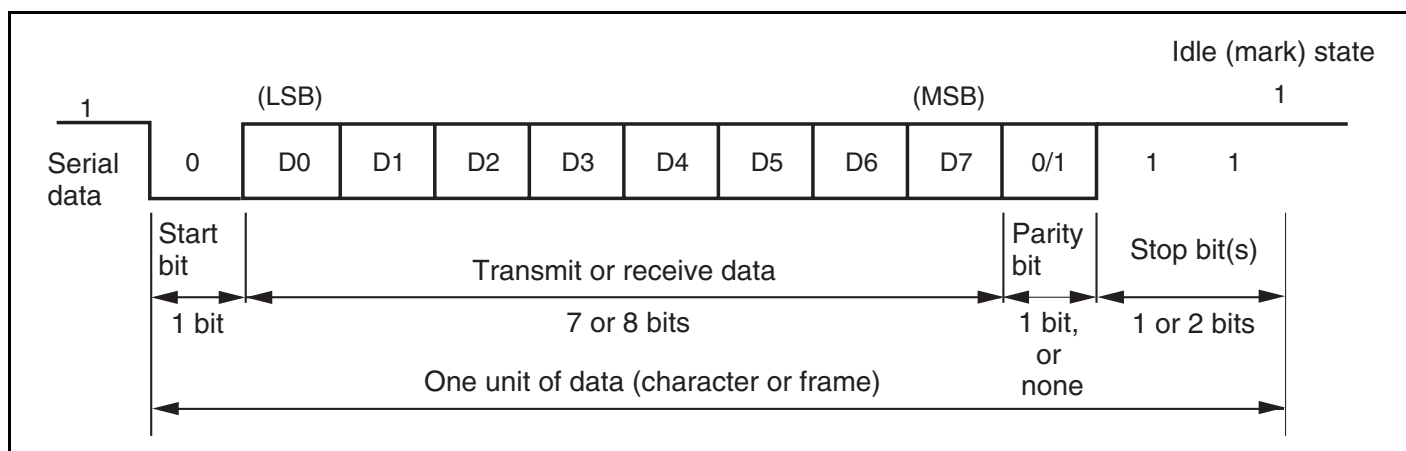 Idle (mark) state
1 (LSB) (MSB) 1
Serial data 0 D0 D1 D2 D3 D4 D5 D6 D7 0/1 1 1
Start bit
Transmit or receive data
Parity bit
Stop bit(s)
1 bit
7 or 8 bits
1 bit, or none
1 or 2 bits
One unit of data (character or frame)